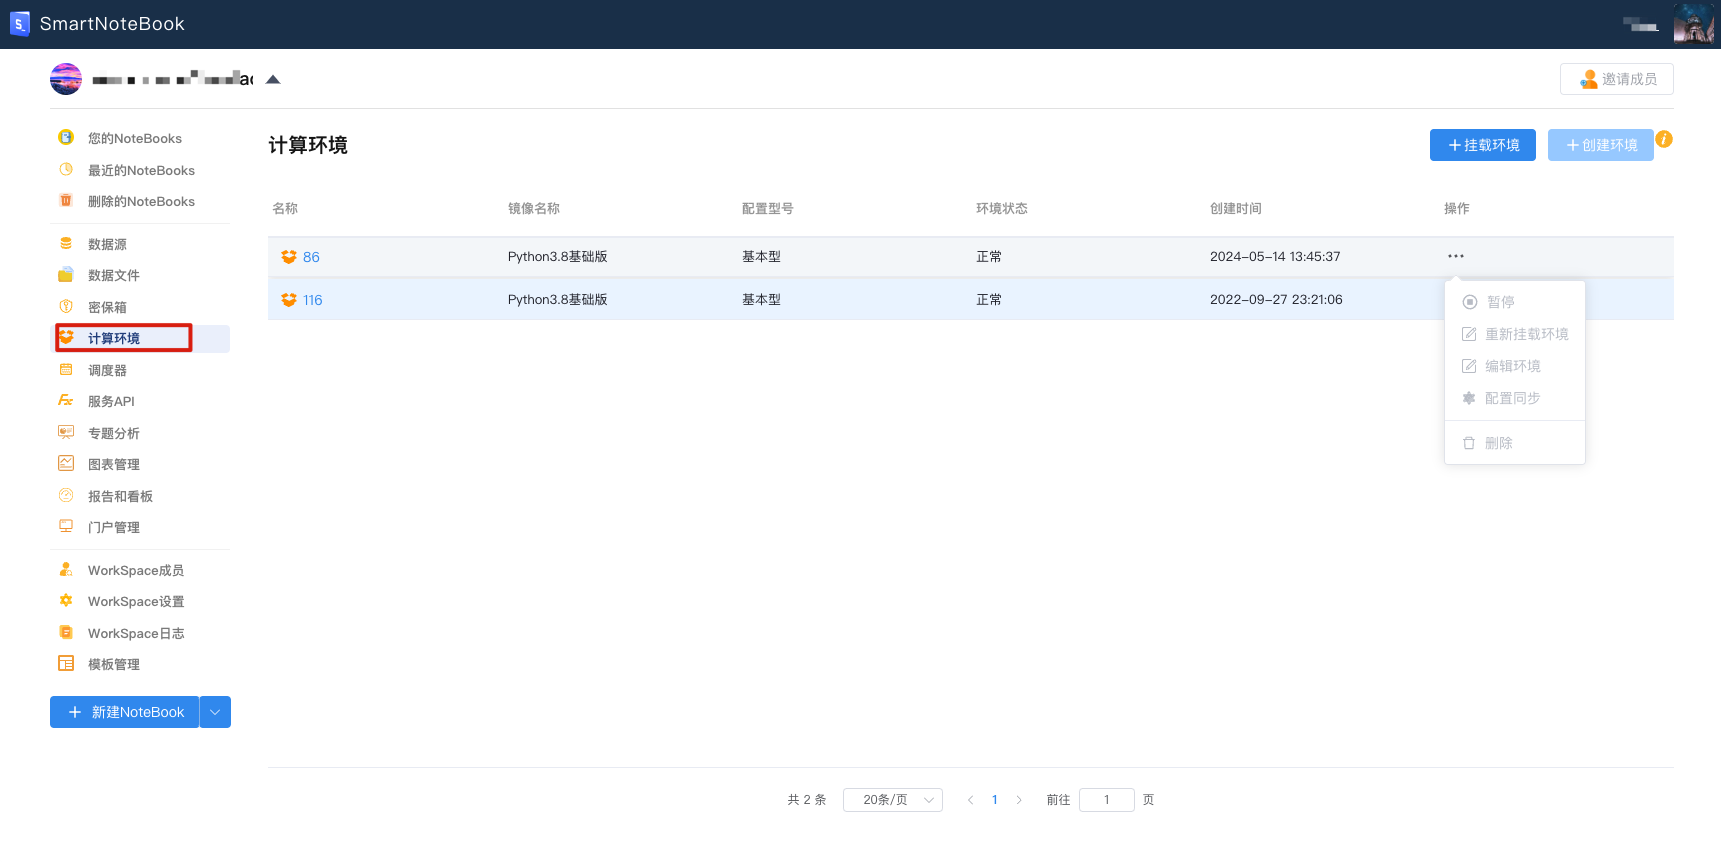 SmartNoteBook
邀请成员
您的NoteBooks
最近的NoteBooks
删除的NoteBooks
数据源
数据文件
密保箱
计算环境
调度器
服务API
专题分析
图表管理
报告和看板
门户管理
WorkSpace成员
WorkSpace设置
WorkSpace日志
模板管理
新建NoteBook
计算环境
挂载环境 创建环境
名称 镜像名称 配置型号 环境状态 创建时间 操作
86 Python3.8基础版 基本型 正常 2024-05-14 13:45:37
116 Python3.8基础版 基本型 正常 2022-09-27 23:21:06
暂停
重新挂载环境
编辑环境
配置同步
删除
共 2 条 20条/页 1 前往 1 页